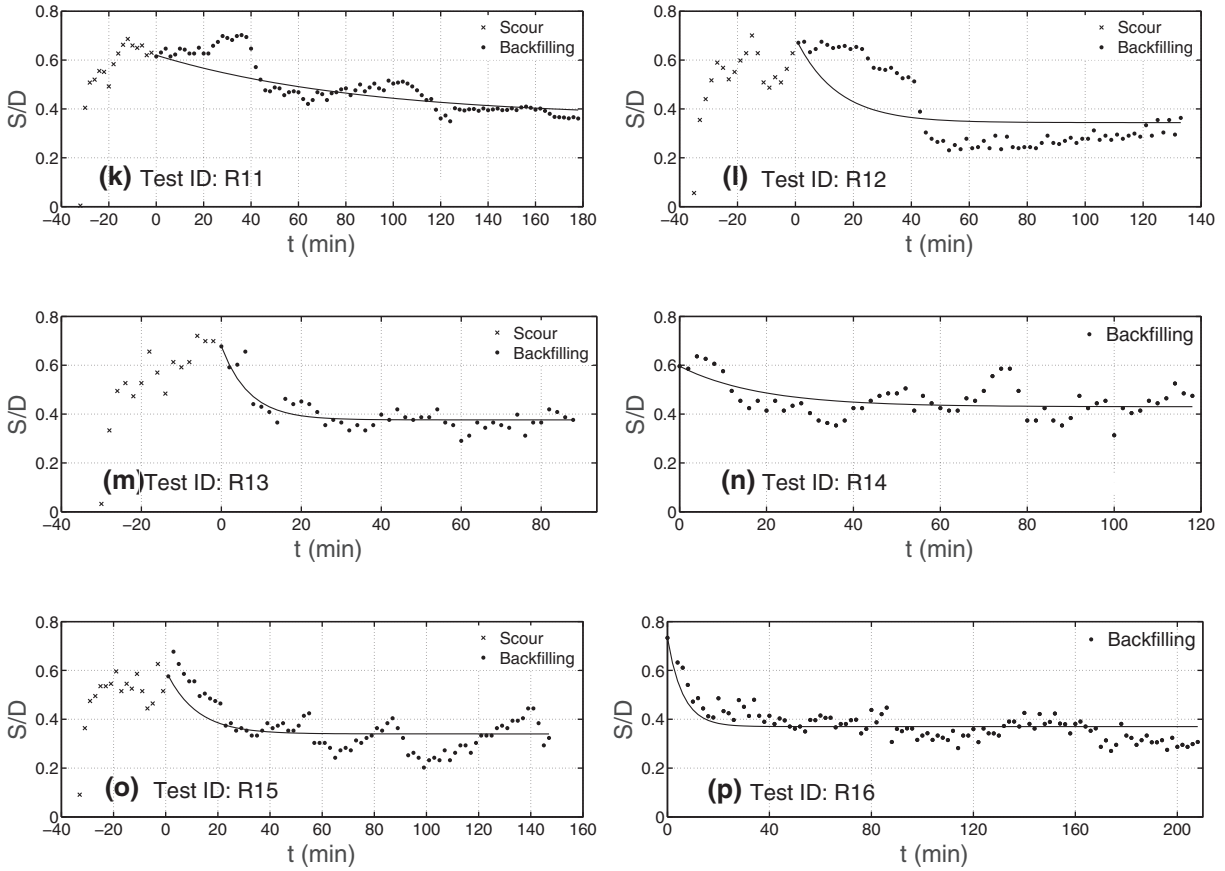 0.8
0.6
0.4
0.2
0
S/D
× Scour
• Backfilling
(k) Test ID: R11
−40 −20 0 20 40 60 80 100 120 140 160 180
t (min)
0.8
0.6
0.4
0.2
0
S/D
× Scour
• Backfilling
(l) Test ID: R12
−40 −20 0 20 40 60 80 100 120 140
t (min)
0.8
0.6
0.4
0.2
0
S/D
× Scour
• Backfilling
(m) Test ID: R13
−40 −20 0 20 40 60 80
t (min)
0.8
0.6
0.4
0.2
0
S/D
• Backfilling
(n) Test ID: R14
0 20 40 60 80 100 120
t (min)
0.8
0.6
0.4
0.2
0
S/D
× Scour
• Backfilling
(o) Test ID: R15
−40 −20 0 20 40 60 80 100 120 140 160
t (min)
0.8
0.6
0.4
0.2
0
S/D
• Backfilling
(p) Test ID: R16
0 40 80 120 160 200
t (min)